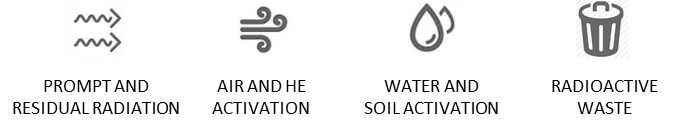 PROMPT AND
RESIDUAL RADIATION
AIR AND HE
ACTIVATION
WATER AND
SOIL ACTIVATION
RADIOACTIVE
WASTE